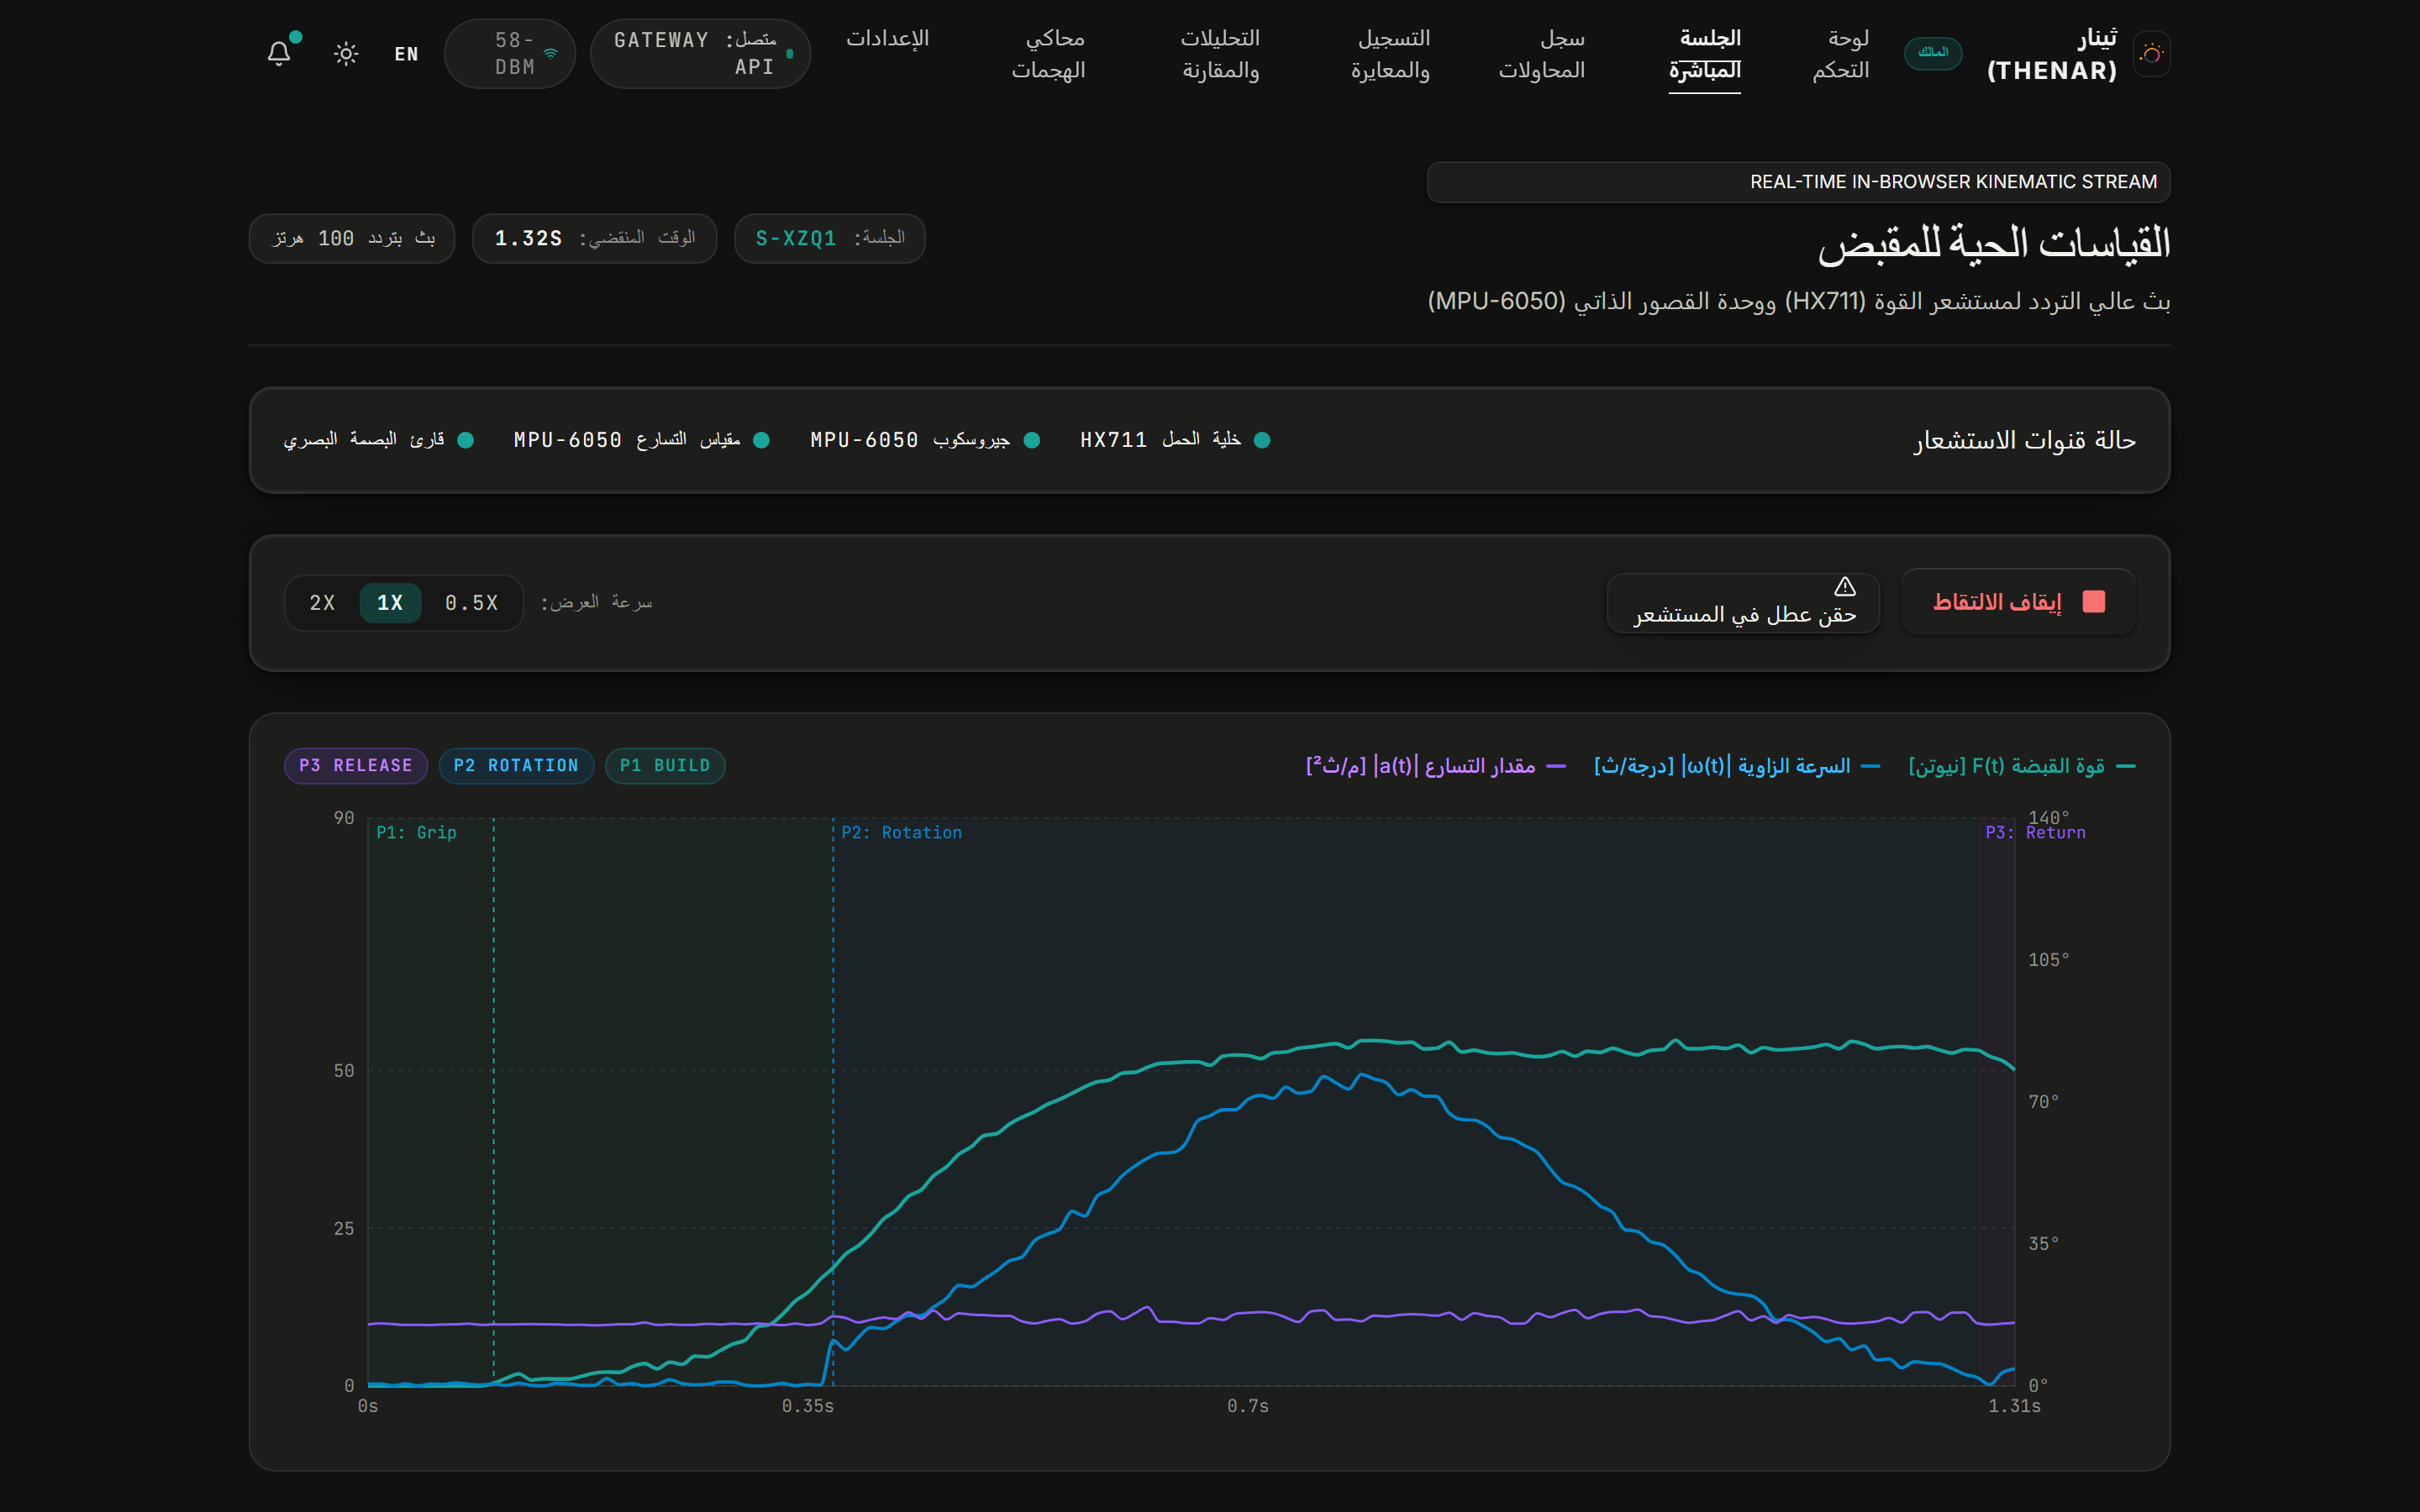 ثينار
(THENAR)
المالك
لوحة
التحكم
الجلسة
المباشرة
سجل
المحاولات
التسجيل
والمعايرة
التحليلات
والمقارنة
محاكي
الهجمات
الإعدادات
متصل: GATEWAY
API
58-
DBM
EN
REAL-TIME IN-BROWSER KINEMATIC STREAM
القياسات الحية للمقبض
بث عالي التردد لمستشعر القوة (HX711) ووحدة القصور الذاتي (MPU-6050)
الجلسة: S-XZQ1
الوقت المنقضي: 1.32S
بث بتردد 100 هرتز
حالة قنوات الاستشعار
خلية الحمل HX711
جيروسكوب MPU-6050
مقياس التسارع MPU-6050
قارئ البصمة البصري
إيقاف الالتقاط
حقن عطل في المستشعر
سرعة العرض:
0.5X
1X
2X
قوة القبضة F(t) [نيوتن]
السرعة الزاوية |ω(t)| [درجة/ث]
مقدار التسارع |a(t)| [م/ث²]
P1 BUILD
P2 ROTATION
P3 RELEASE
90
50
25
0
P1: Grip
P2: Rotation
P3: Return
140°
105°
70°
35°
0°
0s
0.35s
0.7s
1.31s